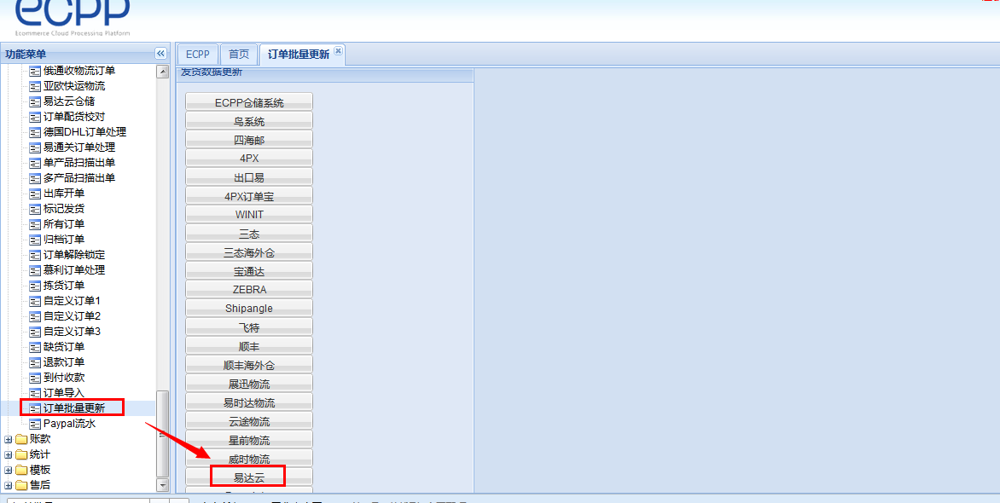 ecpp
Ecommerce Cloud Processing Platform
功能菜单
俄通收物流订单
亚欧快运物流
易达云仓储
订单配货校对
德国DHL订单处理
易通关订单处理
单产品扫描出单
多产品扫描出单
出库开单
标记发货
所有订单
归档订单
订单解除锁定
慕利订单处理
拣货订单
自定义订单1
自定义订单2
自定义订单3
缺货订单
退款订单
到付收款
订单导入
订单批量更新
Paypal流水
账款
统计
模板
售后
ECPP 首页 订单批量更新
发货数据更新
ECPP仓储系统
鸟系统
四海邮
4PX
出口易
4PX订单宝
WINIT
三态
三态海外仓
宝通达
ZEBRA
Shipangle
飞特
顺丰
顺丰海外仓
展迅物流
易时达物流
云途物流
星前物流
威时物流
易达云